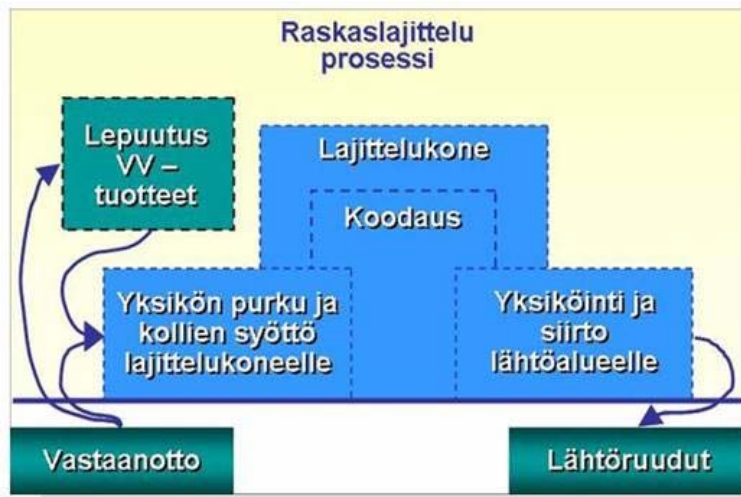 Raskaslajittelu
prosessi
Lepuutus
VV –
tuotteet
Lajittelukone
Koodaus
Yksikön purku ja
kollien syöttö
lajittelukoneelle
Yksiköinti ja
siirto
lähtöalueelle
Vastaanotto
Lähtöruudut